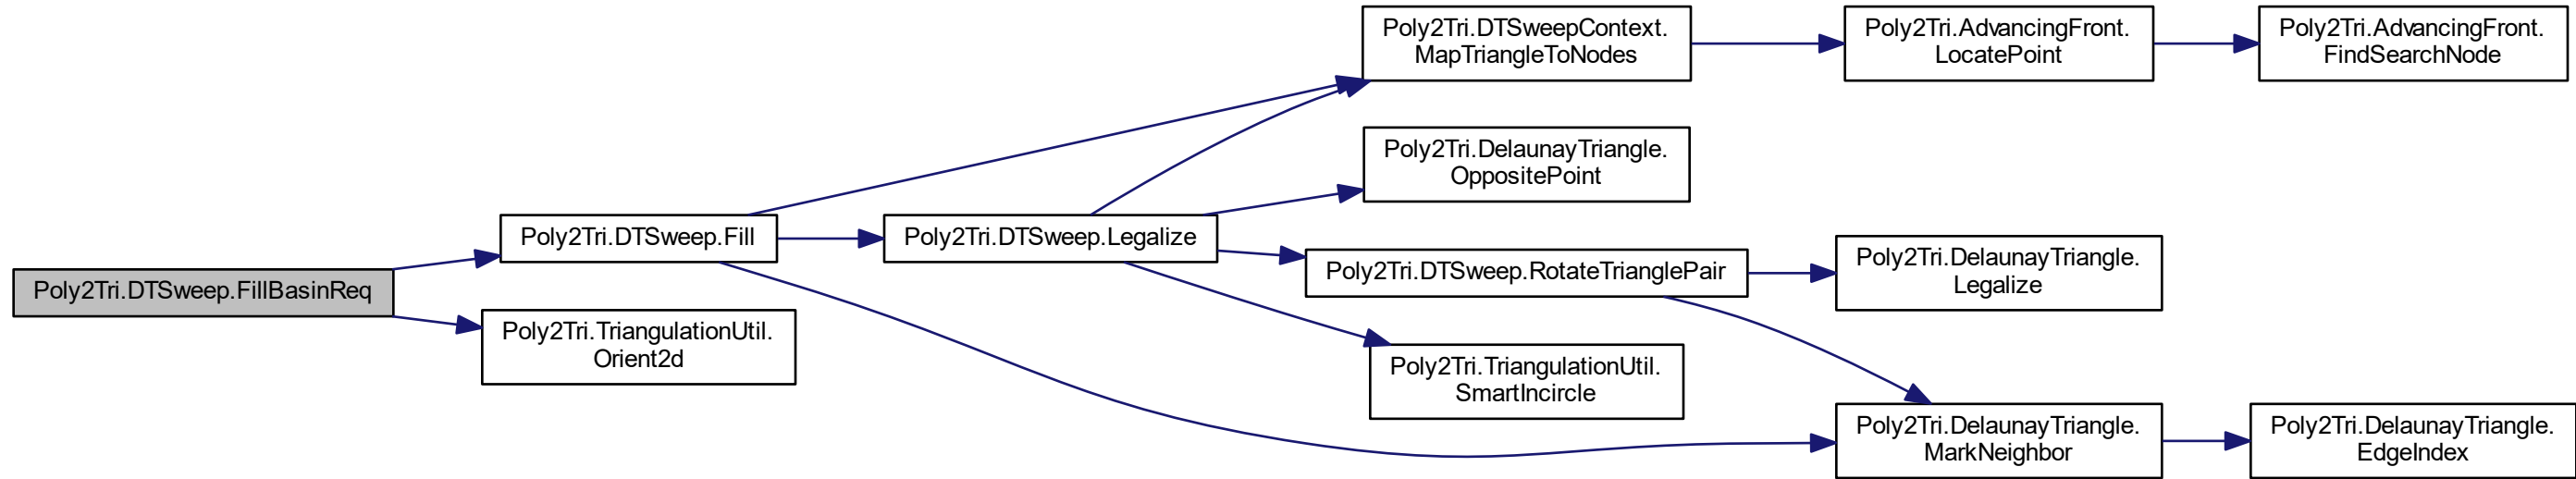 Poly2Tri.DTSweep.FillBasinReq
Poly2Tri.DTSweep.Fill
Poly2Tri.TriangulationUtil.
Orient2d
Poly2Tri.DTSweep.Legalize
Poly2Tri.DTSweepContext.
MapTriangleToNodes
Poly2Tri.DelaunayTriangle.
OppositePoint
Poly2Tri.DTSweep.RotateTrianglePair
Poly2Tri.TriangulationUtil.
SmartIncircle
Poly2Tri.AdvancingFront.
LocatePoint
Poly2Tri.DelaunayTriangle.
Legalize
Poly2Tri.DelaunayTriangle.
MarkNeighbor
Poly2Tri.AdvancingFront.
FindSearchNode
Poly2Tri.DelaunayTriangle.
EdgeIndex